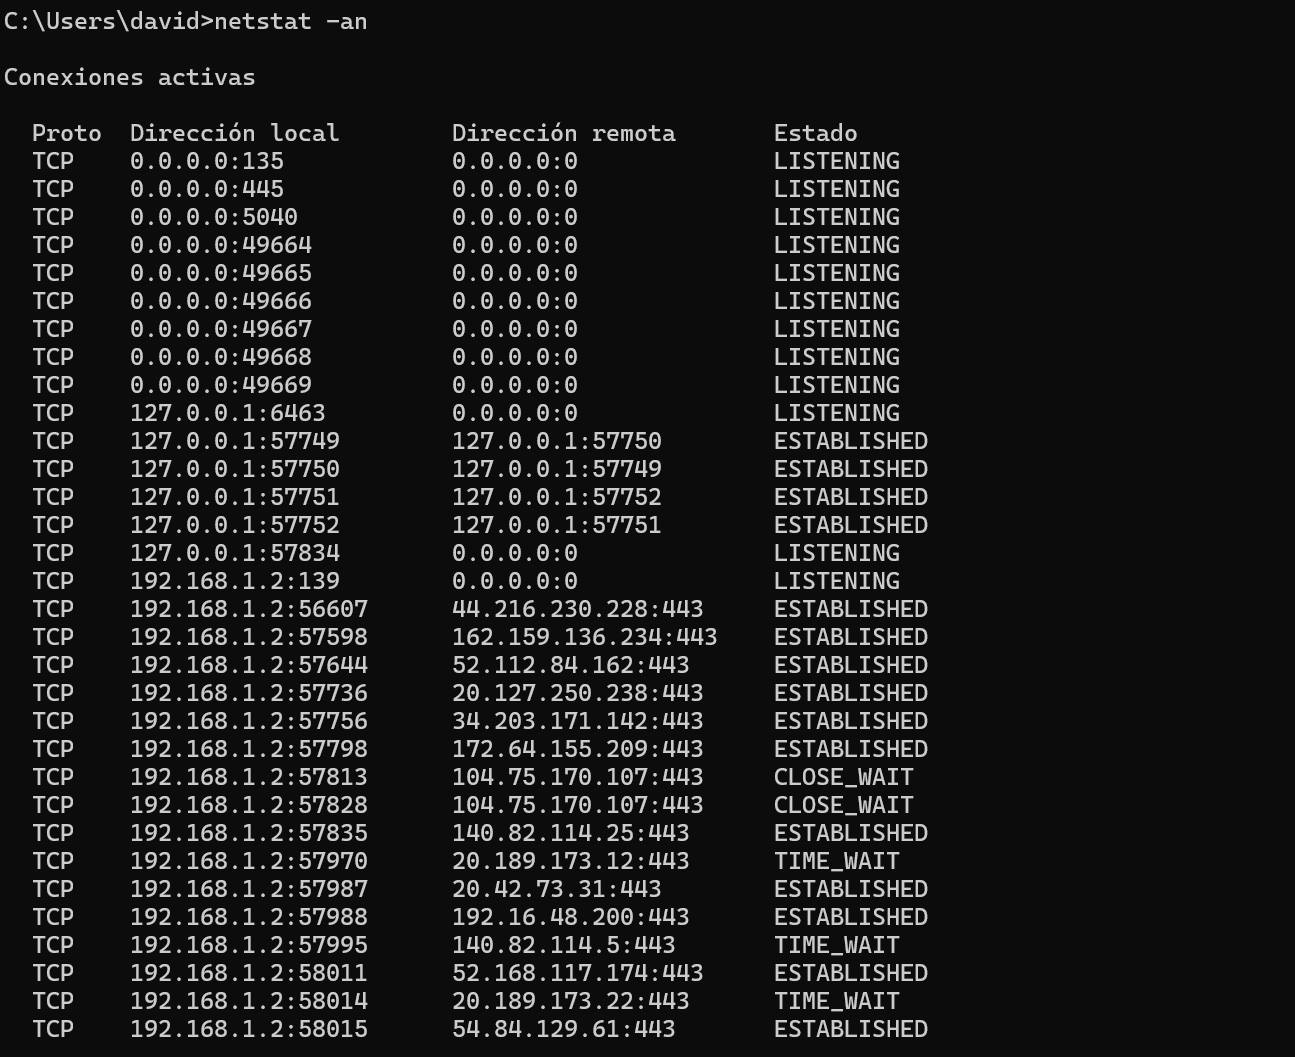 C:\Users\david>netstat -an
Conexiones activas
Proto  Dirección local        Dirección remota       Estado
TCP    0.0.0.0:135            0.0.0.0:0              LISTENING
TCP    0.0.0.0:445            0.0.0.0:0              LISTENING
TCP    0.0.0.0:5040           0.0.0.0:0              LISTENING
TCP    0.0.0.0:49664          0.0.0.0:0              LISTENING
TCP    0.0.0.0:49665          0.0.0.0:0              LISTENING
TCP    0.0.0.0:49666          0.0.0.0:0              LISTENING
TCP    0.0.0.0:49667          0.0.0.0:0              LISTENING
TCP    0.0.0.0:49668          0.0.0.0:0              LISTENING
TCP    0.0.0.0:49669          0.0.0.0:0              LISTENING
TCP    127.0.0.1:6463         0.0.0.0:0              LISTENING
TCP    127.0.0.1:57749        127.0.0.1:57750        ESTABLISHED
TCP    127.0.0.1:57750        127.0.0.1:57749        ESTABLISHED
TCP    127.0.0.1:57751        127.0.0.1:57752        ESTABLISHED
TCP    127.0.0.1:57752        127.0.0.1:57751        ESTABLISHED
TCP    127.0.0.1:57834        0.0.0.0:0              LISTENING
TCP    192.168.1.2:139        0.0.0.0:0              LISTENING
TCP    192.168.1.2:56607      44.216.230.228:443     ESTABLISHED
TCP    192.168.1.2:57598      162.159.136.234:443    ESTABLISHED
TCP    192.168.1.2:57644      52.112.84.162:443      ESTABLISHED
TCP    192.168.1.2:57736      20.127.250.238:443     ESTABLISHED
TCP    192.168.1.2:57756      34.203.171.142:443     ESTABLISHED
TCP    192.168.1.2:57798      172.64.155.209:443     ESTABLISHED
TCP    192.168.1.2:57813      104.75.170.107:443     CLOSE_WAIT
TCP    192.168.1.2:57828      104.75.170.107:443     CLOSE_WAIT
TCP    192.168.1.2:57835      140.82.114.25:443      ESTABLISHED
TCP    192.168.1.2:57970      20.189.173.12:443      TIME_WAIT
TCP    192.168.1.2:57987      20.42.73.31:443        ESTABLISHED
TCP    192.168.1.2:57988      192.16.48.200:443      ESTABLISHED
TCP    192.168.1.2:57995      140.82.114.5:443       TIME_WAIT
TCP    192.168.1.2:58011      52.168.117.174:443     ESTABLISHED
TCP    192.168.1.2:58014      20.189.173.22:443      TIME_WAIT
TCP    192.168.1.2:58015      54.84.129.61:443       ESTABLISHED